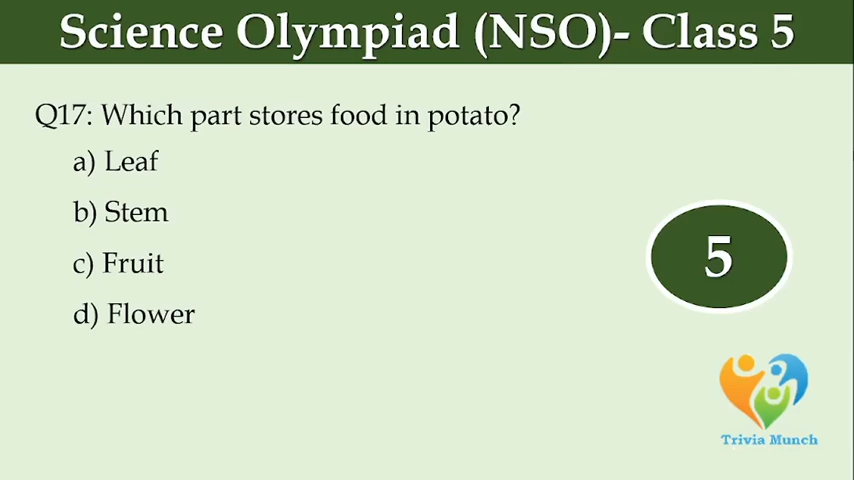 Science Olympiad (NSO)- Class 5
Q17: Which part stores food in potato?
a) Leaf
b) Stem
c) Fruit
d) Flower
5
Trivia Munch